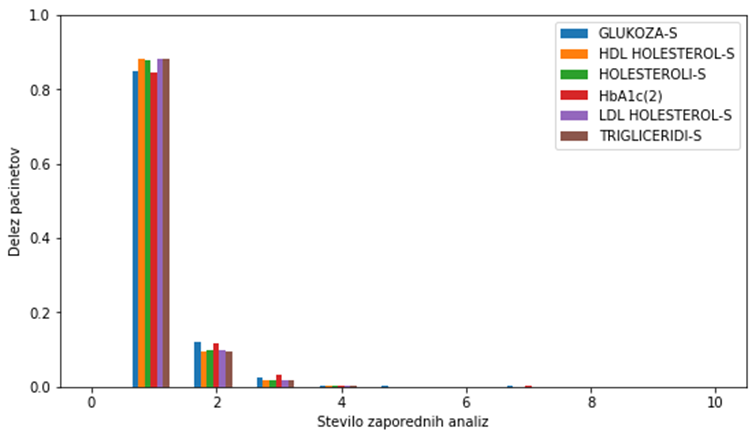 1.0
0.8
0.6
0.4
0.2
0.0
Delez pacinetov
GLUKOZA-S
HDL HOLESTEROL-S
HOLESTEROLI-S
HbA1c(2)
LDL HOLESTEROL-S
TRIGLICERIDI-S
0 2 4 6 8 10
Stevilo zaporednih analiz